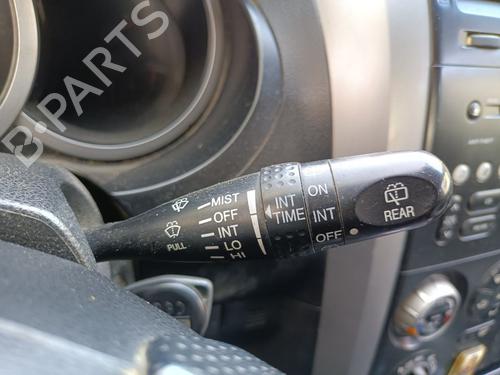 B-PARTS
MIST
OFF
INT
LO
HI
PULL
INT
TIME
ON
INT
OFF
REAR